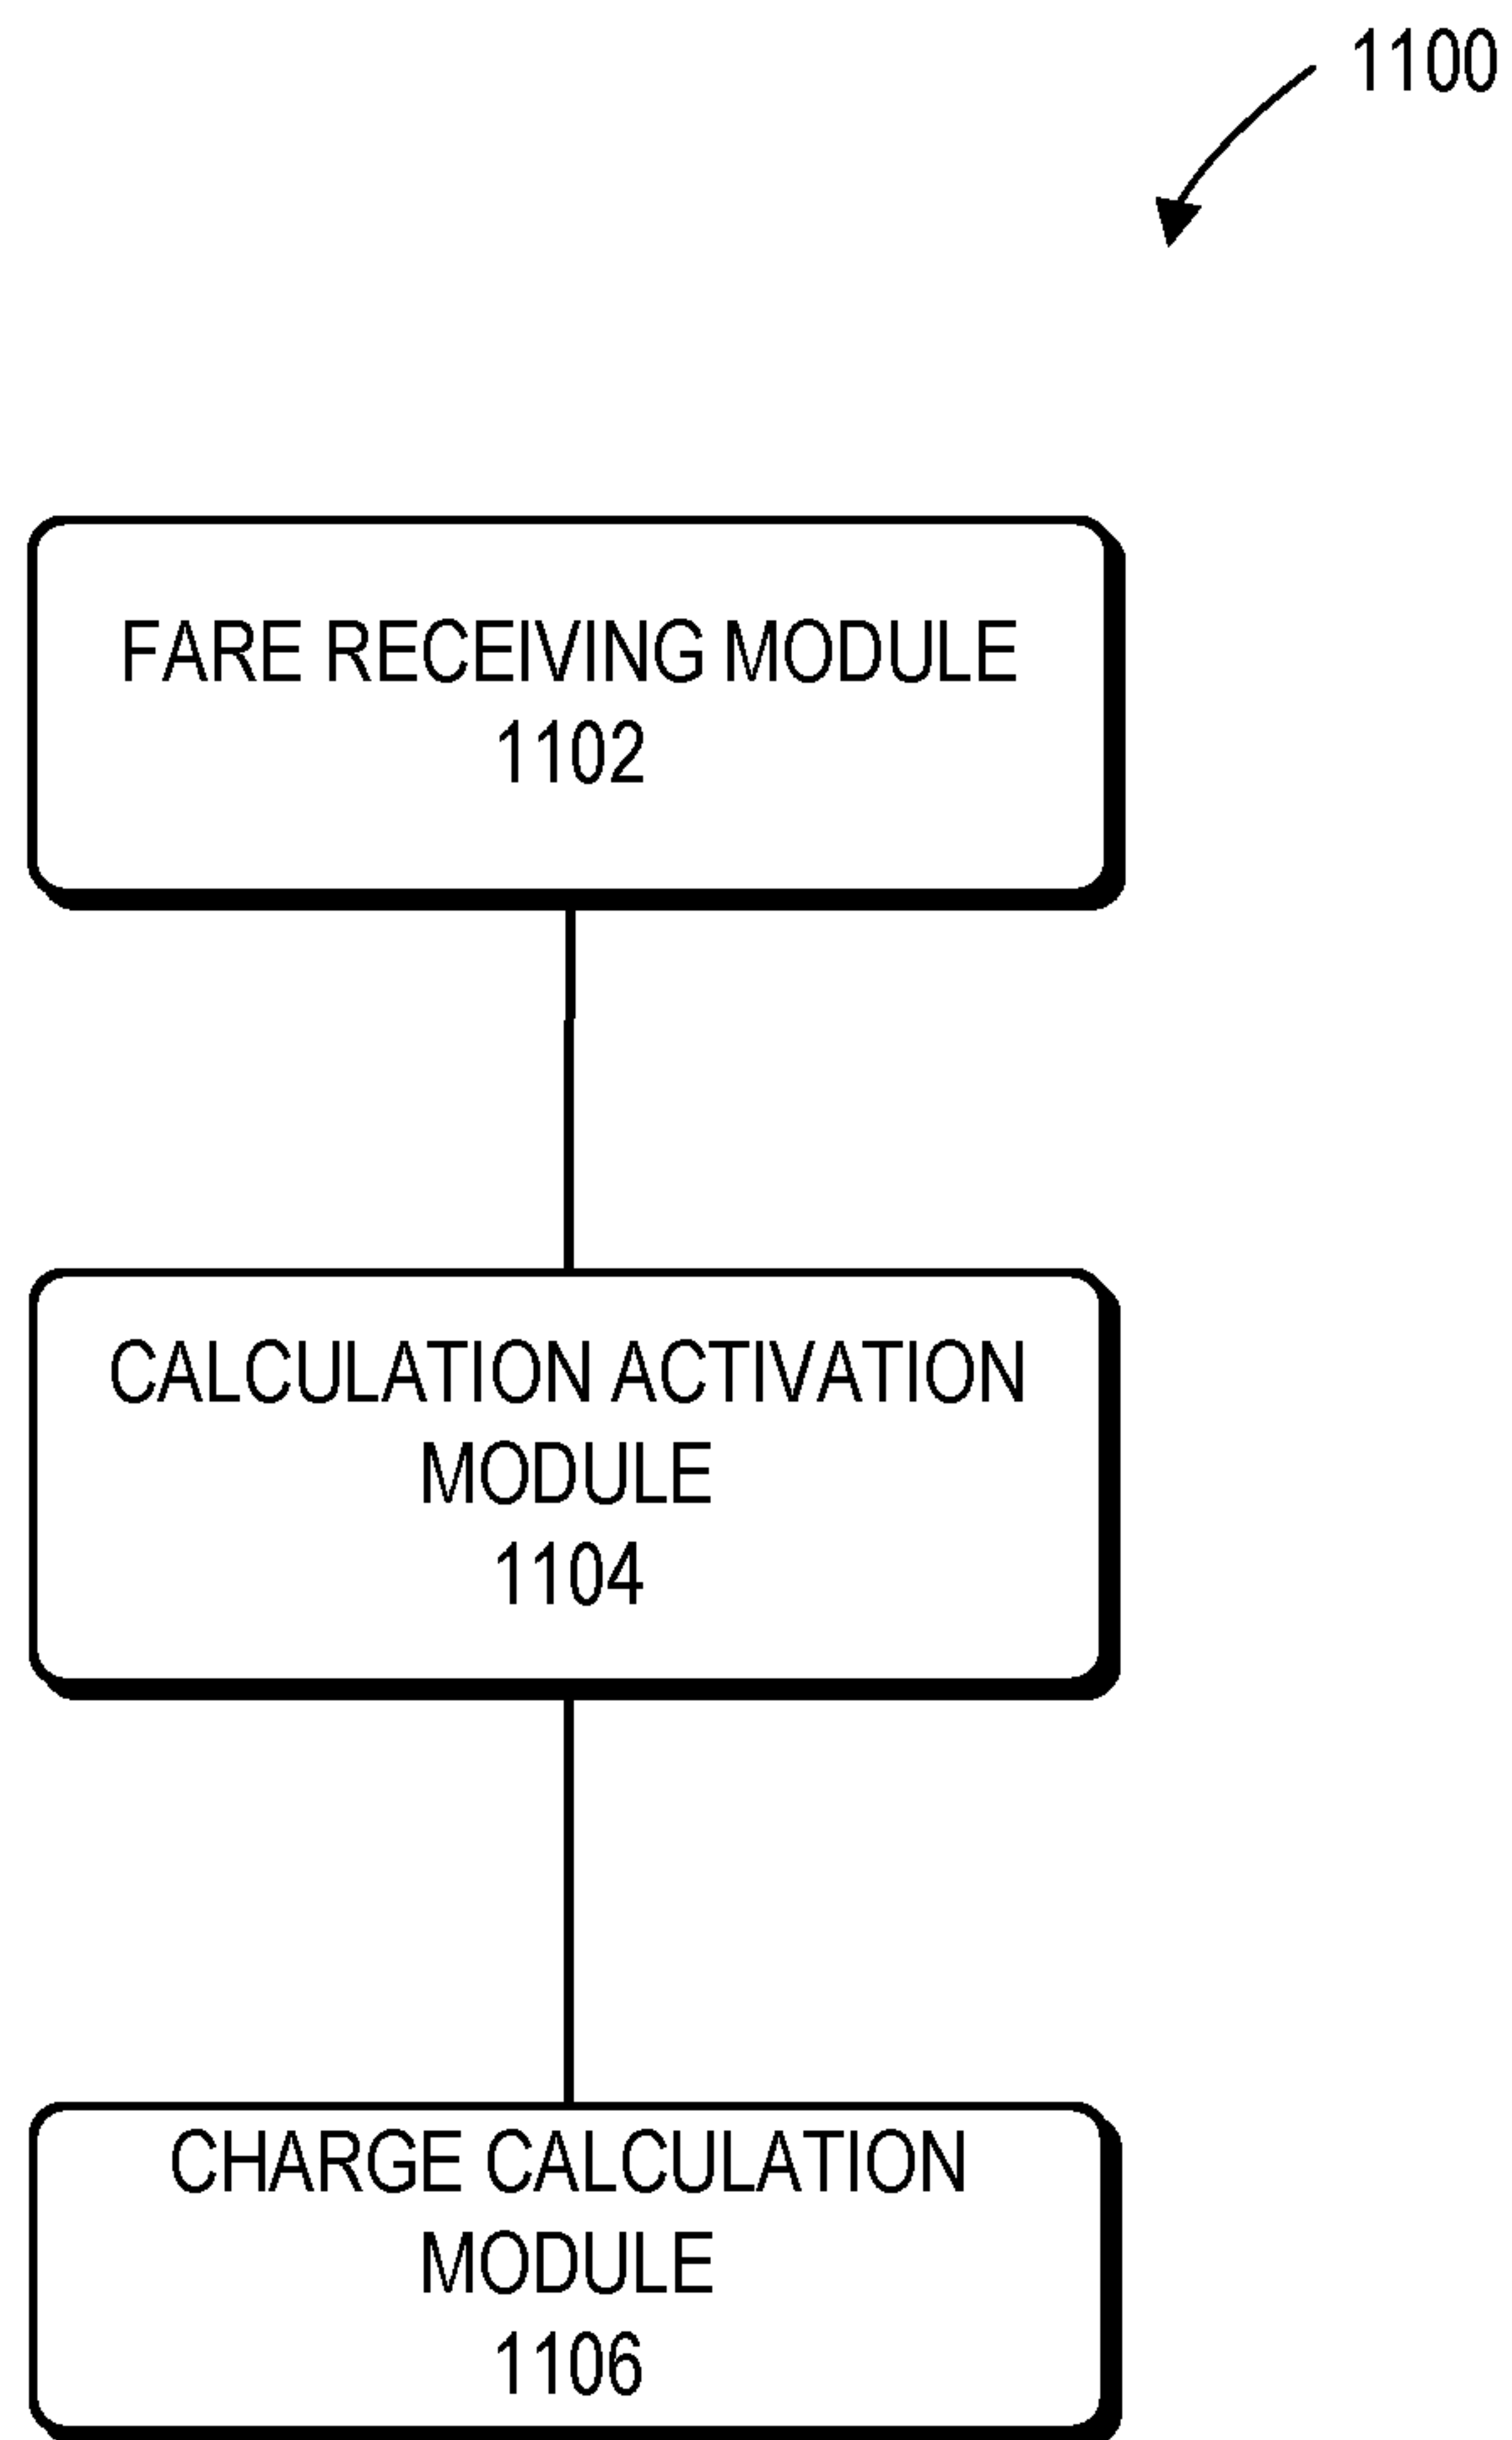 1100
FARE RECEIVING MODULE
1102
CALCULATION ACTIVATION
MODULE
1104
CHARGE CALCULATION
MODULE
1106